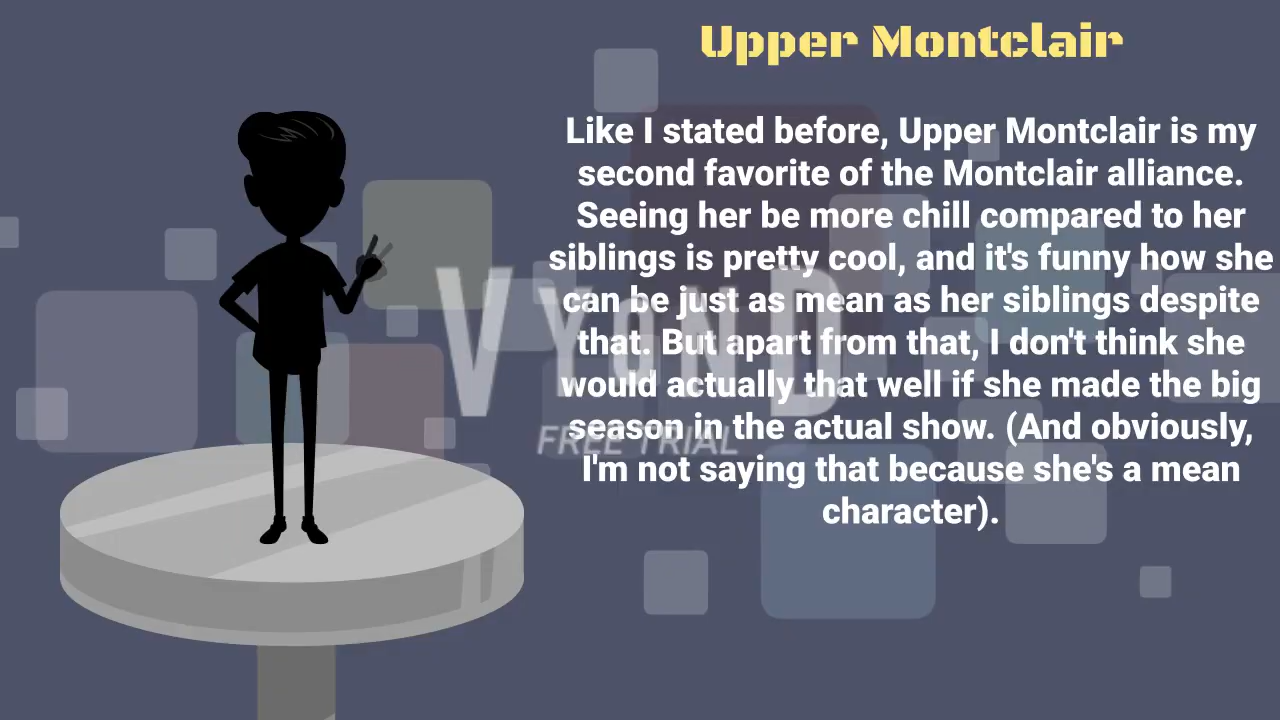 Upper Montclair
Like I stated before, Upper Montclair is my
second favorite of the Montclair alliance.
Seeing her be more chill compared to her
siblings is pretty cool, and it's funny how she
can be just as mean as her siblings despite
that. But apart from that, I don't think she
would actually that well if she made the big
season in the actual show. (And obviously,
I'm not saying that because she's a mean
character).
VYOND
FREE TRIAL